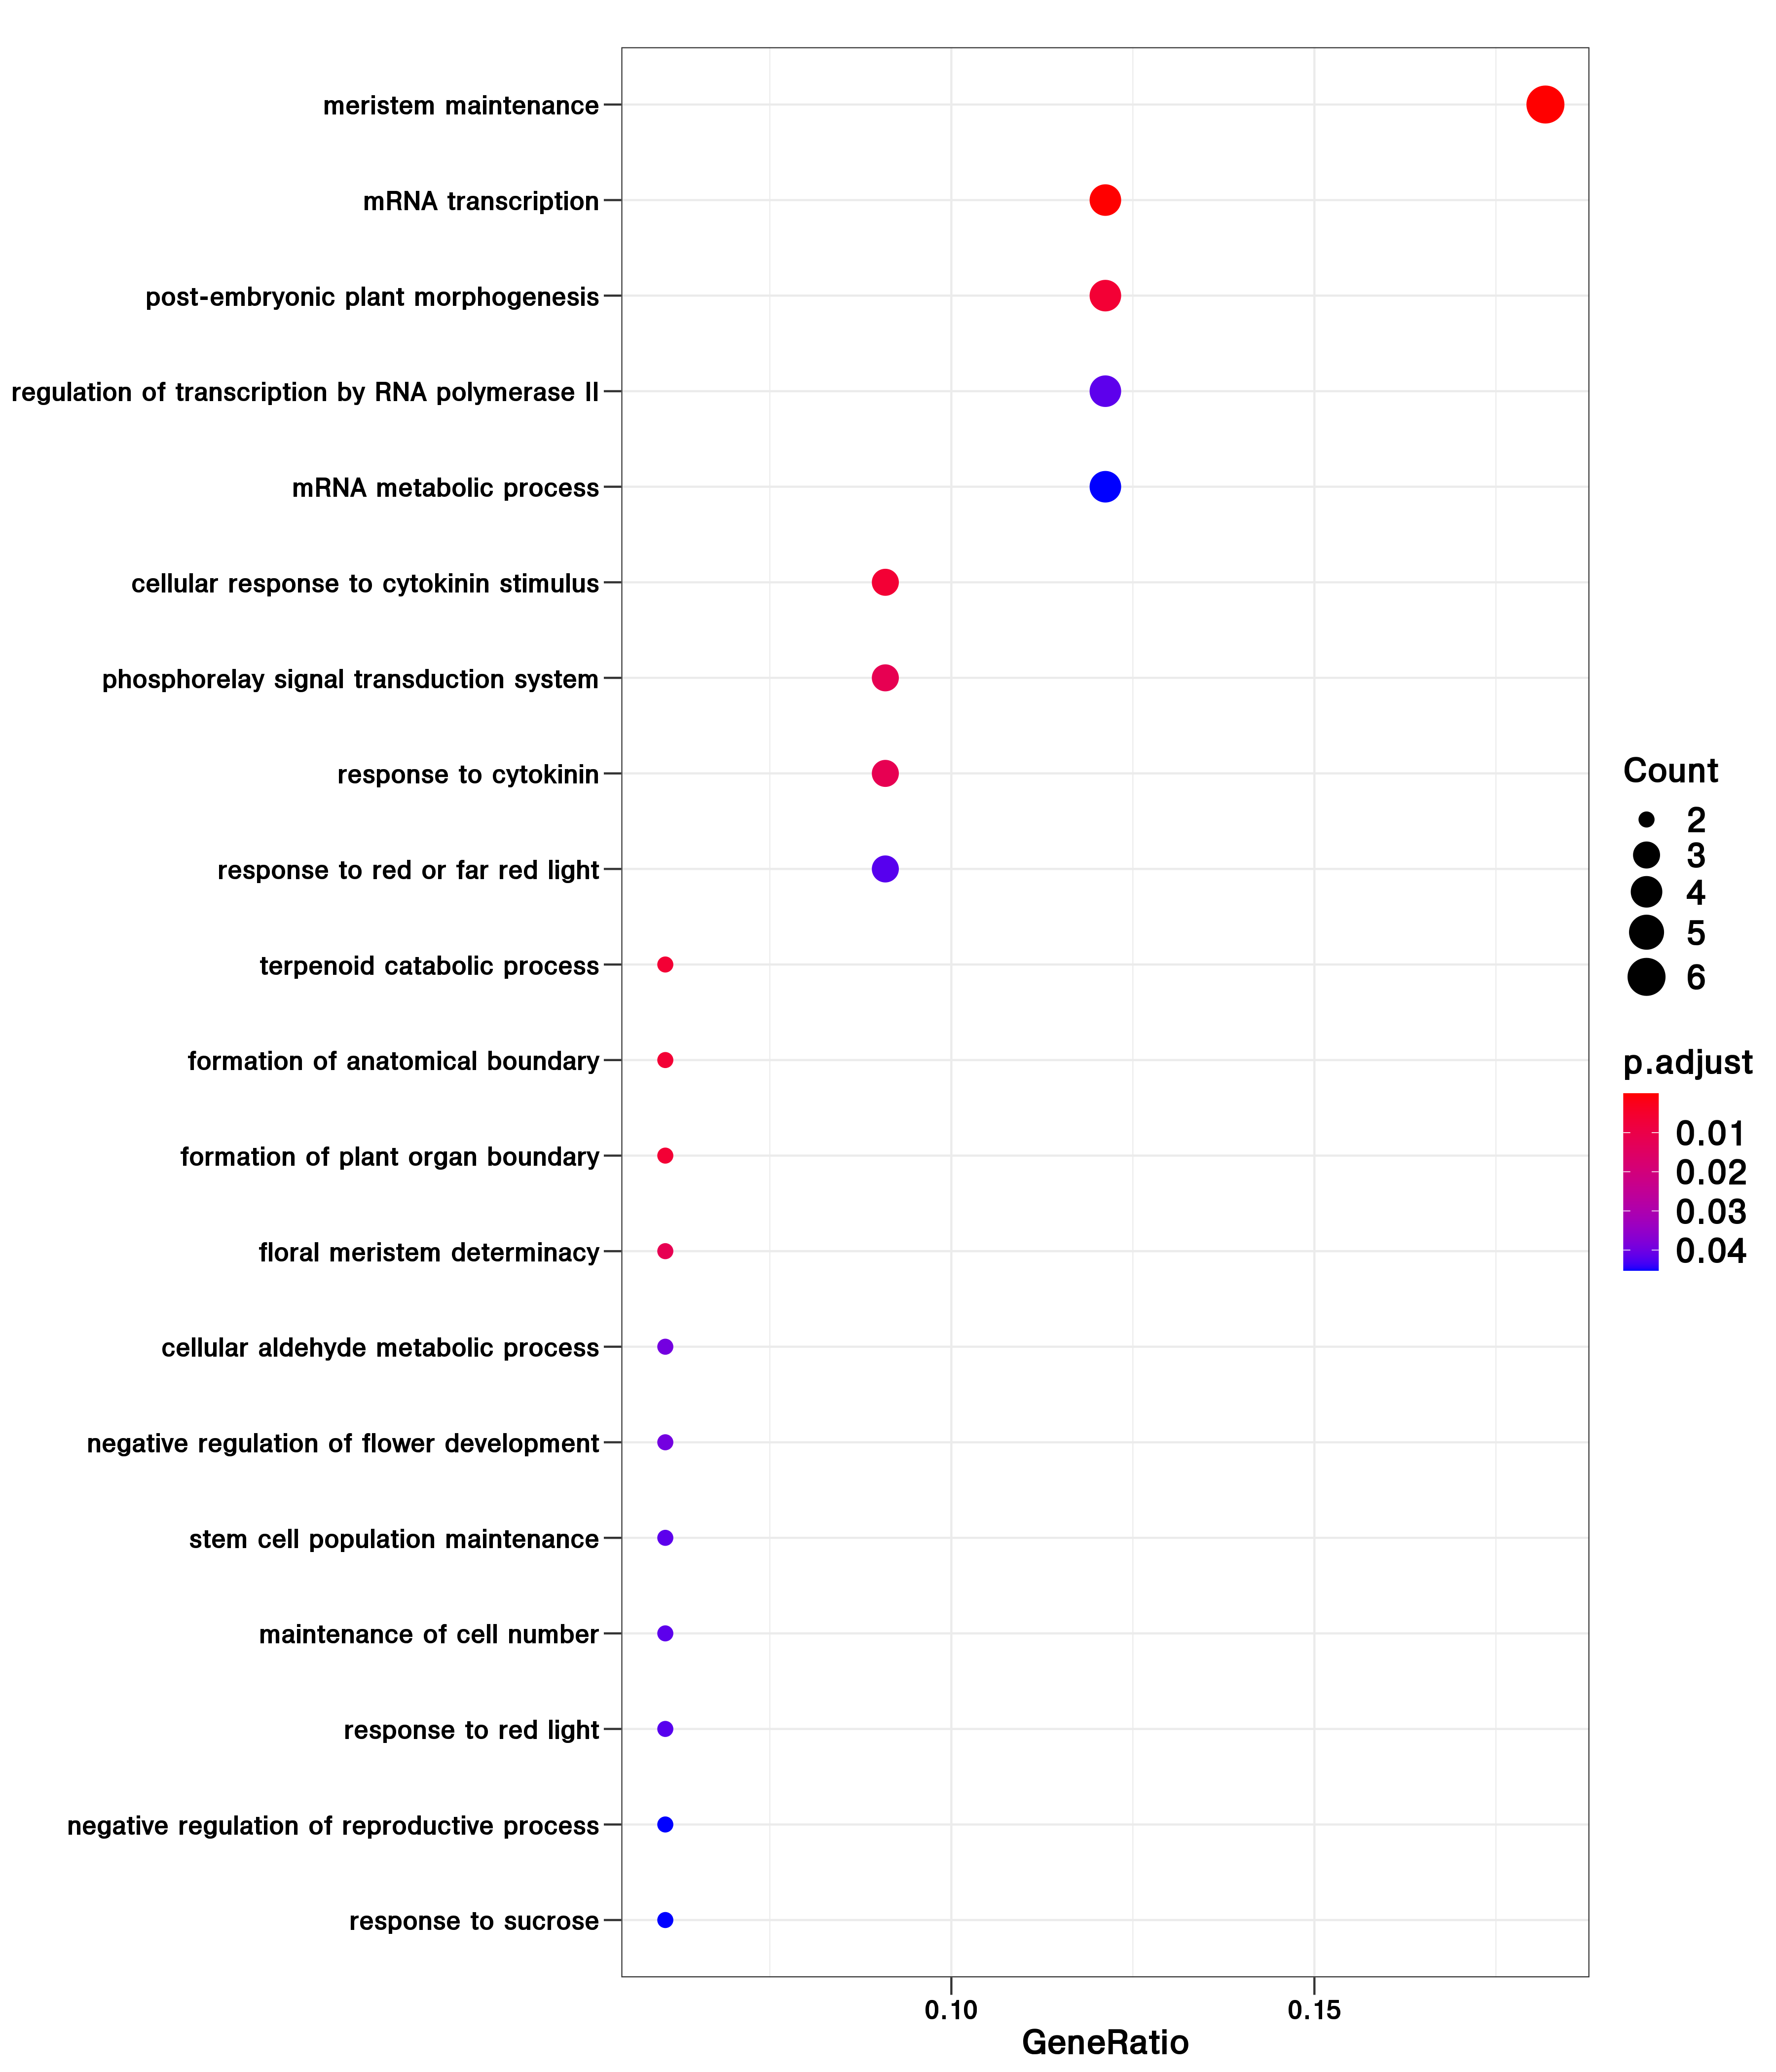 meristem maintenance
mRNA transcription
post-embryonic plant morphogenesis
regulation of transcription by RNA polymerase II
mRNA metabolic process
cellular response to cytokinin stimulus
phosphorelay signal transduction system
response to cytokinin
response to red or far red light
terpenoid catabolic process
formation of anatomical boundary
formation of plant organ boundary
floral meristem determinacy
cellular aldehyde metabolic process
negative regulation of flower development
stem cell population maintenance
maintenance of cell number
response to red light
negative regulation of reproductive process
response to sucrose
0.10 0.15
GeneRatio
Count
2
3
4
5
6
p.adjust
0.01
0.02
0.03
0.04